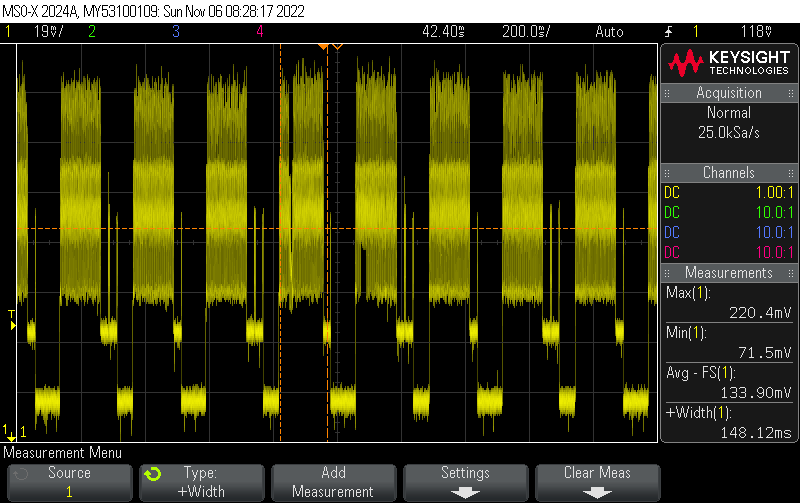 MSO-X 2024A, MY53100109: Sun Nov 06 08:28:17 2022
1 19♈/ 2 3 4 42.40s 200.0s/ Auto 1 118♈
KEYSIGHT
TECHNOLOGIES
Acquisition
Normal
25.0kSa/s
Channels
DC 1.00:1
DC 10.0:1
DC 10.0:1
DC 10.0:1
Measurements
Max(1):
220.4mV
Min(1):
71.5mV
Avg - FS(1):
133.90mV
+Width(1):
148.12ms
T
1 1
Measurement Menu
Source
1
Type:
+Width
Add
Measurement
Settings
Clear Meas